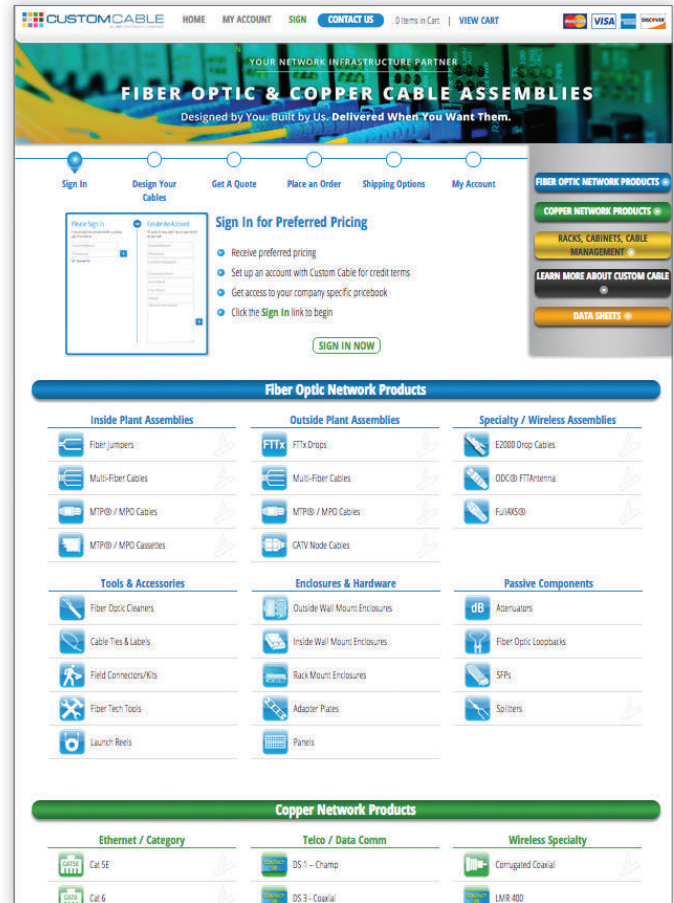 CUSTOMCABLE HOME MY ACCOUNT SIGN CONTACT US 0 Items in Cart | VIEW CART
VISA DISCOVER
YOUR NETWORK INFRASTRUCTURE PARTNER
FIBER OPTIC & COPPER CABLE ASSEMBLIES
Designed by You. Built by Us. Delivered When You Want Them.
Sign In
Design Your Cables
Get A Quote
Place an Order
Shipping Options
My Account
FIBER OPTIC NETWORK PRODUCTS
COPPER NETWORK PRODUCTS
RACKS, CABINETS, CABLE
MANAGEMENT
LEARN MORE ABOUT CUSTOM CABLE
DATA SHEETS
Please Sign In
Create An Account
Sign In for Preferred Pricing
Receive preferred pricing
Set up an account with Custom Cable for credit terms
Get access to your company specific pricebook
Click the Sign In link to begin
SIGN IN NOW
Fiber Optic Network Products
Inside Plant Assemblies
Fiber Jumpers
Multi-Fiber Cables
MTP® / MPO Cables
MTP® / MPO Cassettes
Outside Plant Assemblies
FTTx FTTx Drops
Multi-Fiber Cables
MTP® / MPO Cables
CATV Node Cables
Specialty / Wireless Assemblies
E2000 Drop Cables
ODC® FTTAntenna
FullAXS®
Tools & Accessories
Fiber Optic Cleaners
Cable Ties & Labels
Field Connectors/Kits
Fiber Tech Tools
Launch Reels
Enclosures & Hardware
Outside Wall Mount Enclosures
Inside Wall Mount Enclosures
Rack Mount Enclosures
Adapter Plates
Panels
Passive Components
dB Attenuators
Fiber Optic Loopbacks
SFPs
Splitters
Copper Network Products
Ethernet / Category
CAT5E Cat 5E
CAT6 Cat 6
Telco / Data Comm
CONTACT US DS 1 – Champ
CONTACT US DS 3 - Coaxial
Wireless Specialty
Corrugated Coaxial
CONTACT US LMR 400